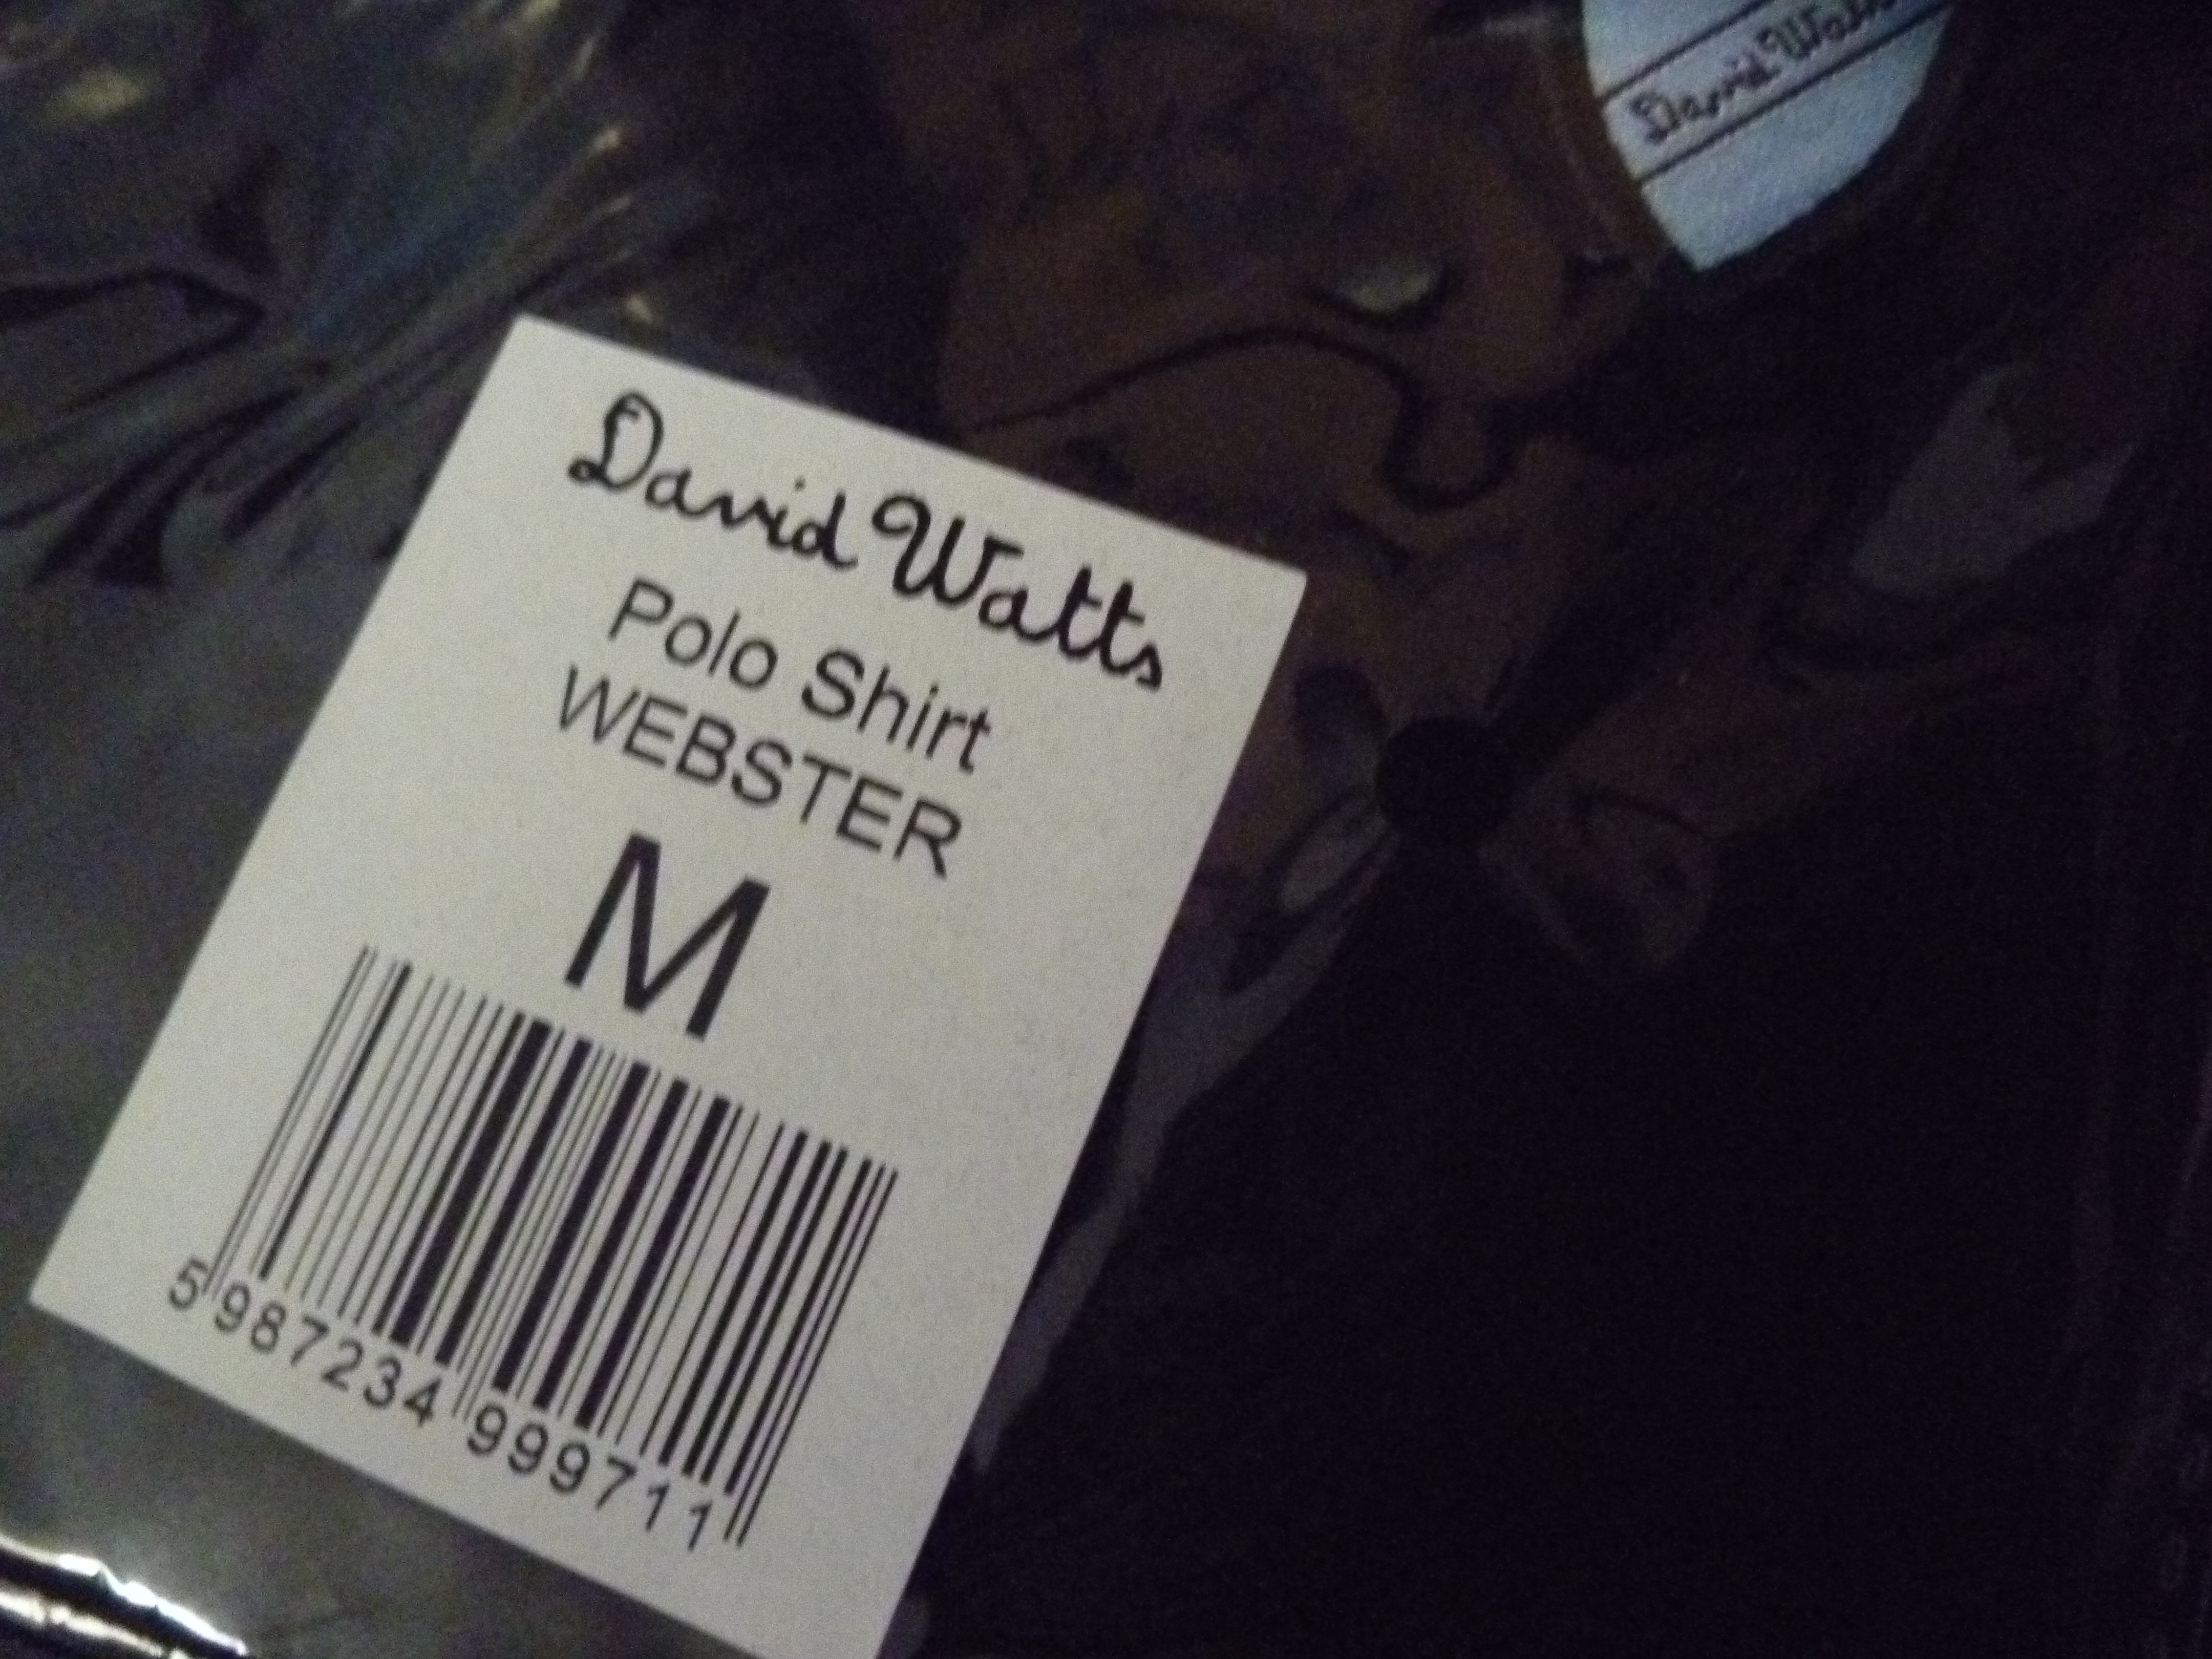 David Watts
David Watts
Polo Shirt
WEBSTER
M
5 987234 999711